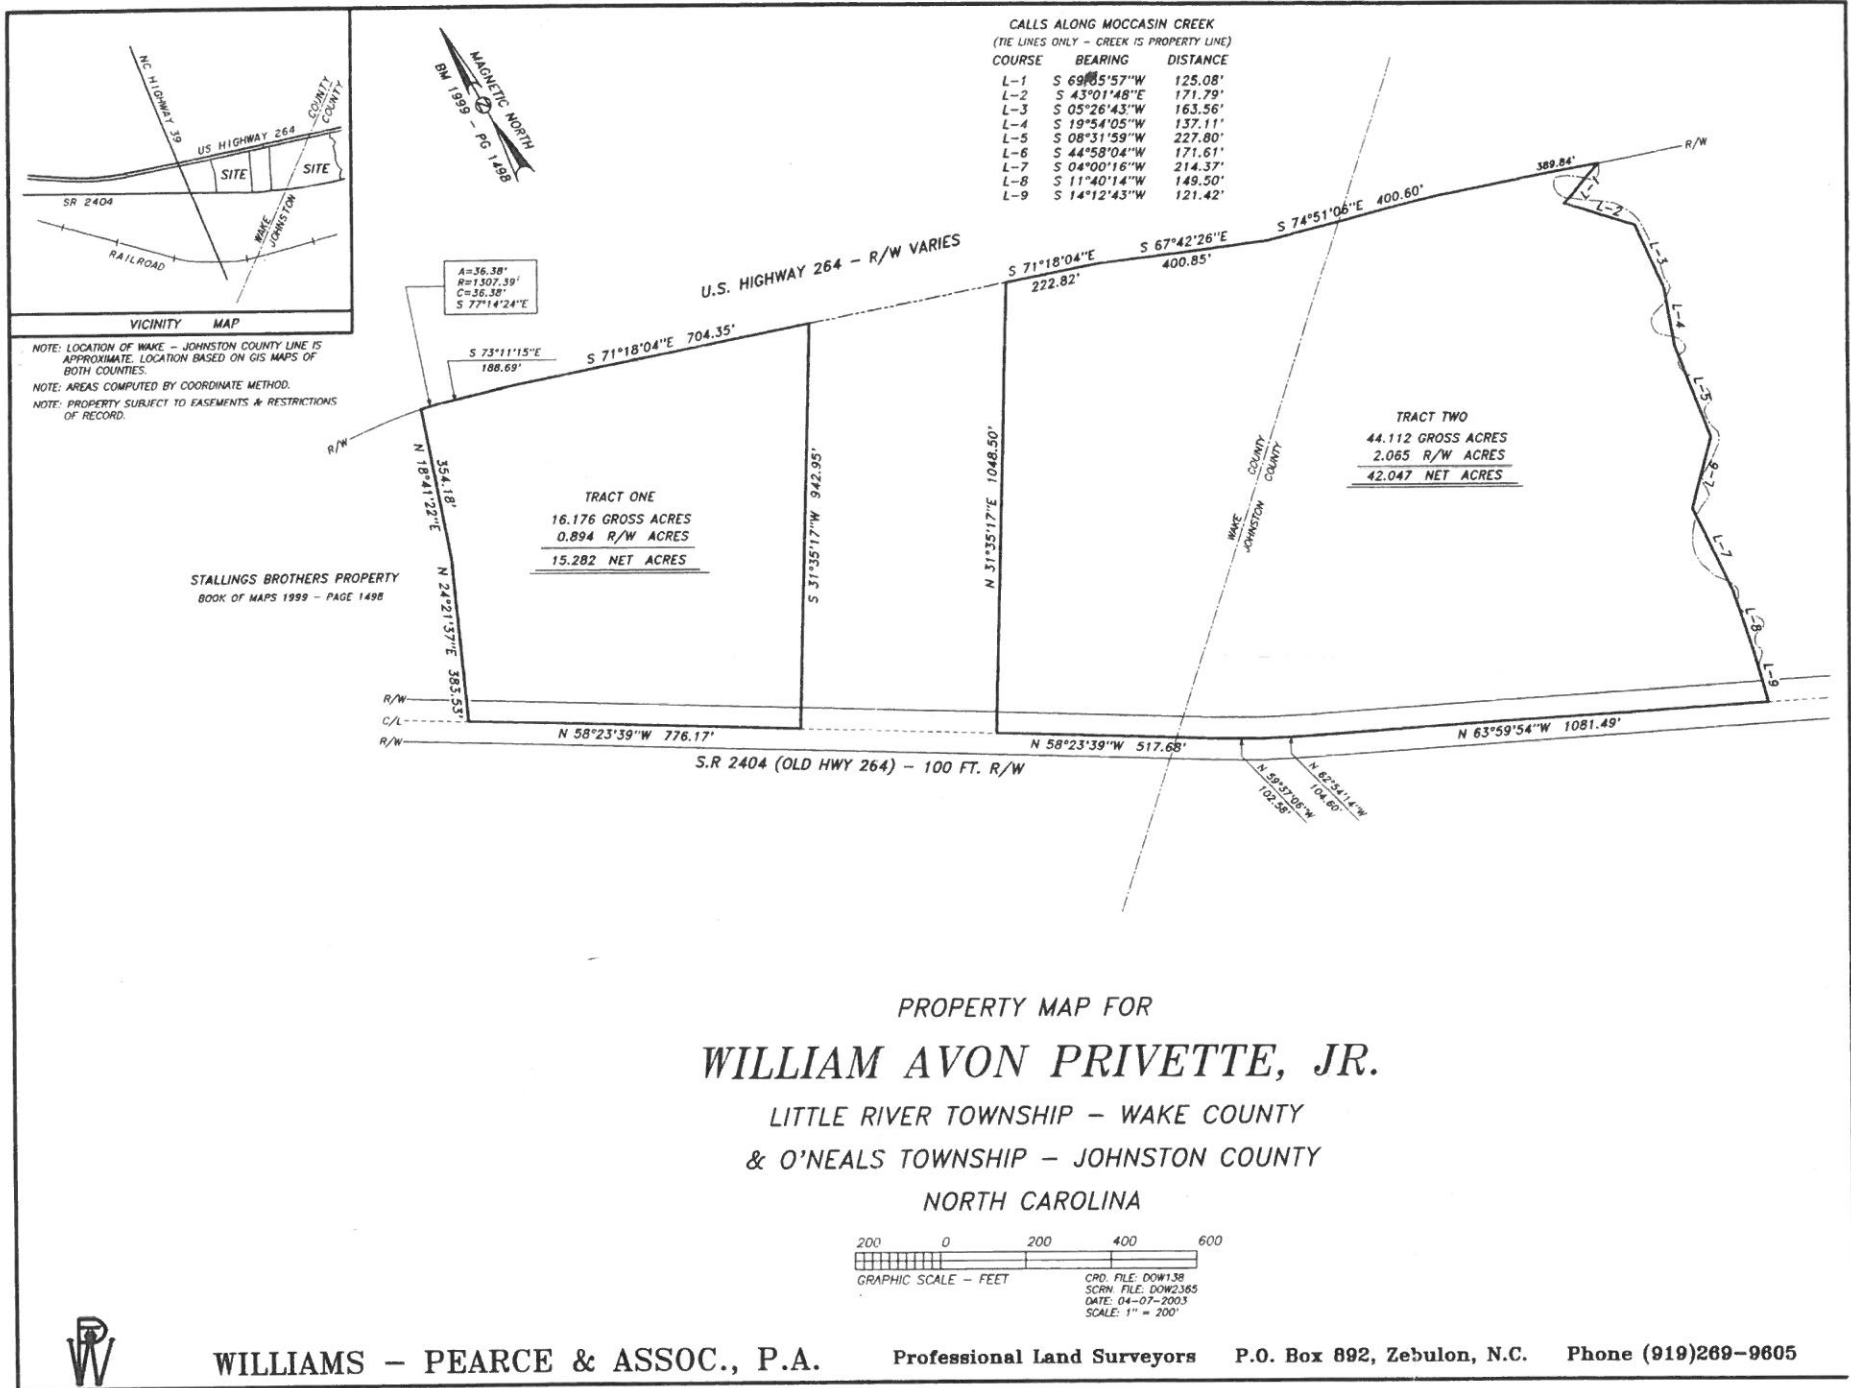 CALLS ALONG MOCCASIN CREEK
(TIE LINES ONLY – CREEK IS PROPERTY LINE)
COURSE BEARING DISTANCE
L-1 S 125.08'
L-2 S 43°01'48"E 171.79'
L-3 S 05°26'43"W 163.56'
L-4 S 19°54'05"W 137.11'
L-5 S 08°31'59"W 227.80'
L-6 S 44°58'04"W 171.61'
L-7 S 04°00'16"W 214.37'
L-8 S 11°40'14"W 149.50'
L-9 S 14°12'43"W 121.42'
NC HIGHWAY 39
COUNTY
COUNTY
US HIGHWAY 264
SITE
SITE
SR 2404
WAKE
JOHNSTON
RAILROAD
VICINITY MAP
MAGNETIC NORTH
BM 1999 – PG 1498
NOTE: LOCATION OF WAKE – JOHNSTON COUNTY LINE IS
APPROXIMATE. LOCATION BASED ON GIS MAPS OF
BOTH COUNTIES.
NOTE: AREAS COMPUTED BY COORDINATE METHOD.
NOTE: PROPERTY SUBJECT TO EASEMENTS & RESTRICTIONS
OF RECORD.
A=36.38'
R=1307.39'
C=36.38'
S 77°14'24"E
S 73°11'15"E
188.69'
S 71°18'04"E 704.35'
U.S. HIGHWAY 264 – R/W VARIES
S 71°18'04"E
222.82'
S 67°42'26"E
400.85'
S 74°51'06"E 400.60'
389.84'
R/W
L-1
L-2
L-3
L-4
L-5
L-6
L-7
L-8
L-9
R/W
N 18°41'22"E
354.18'
N 24°21'37"E 383.53'
TRACT ONE
16.176 GROSS ACRES
0.894 R/W ACRES
15.282 NET ACRES
S 31°35'17"W 942.95'
N 31°35'17"E 1048.50'
WAKE COUNTY
JOHNSTON COUNTY
TRACT TWO
44.112 GROSS ACRES
2.065 R/W ACRES
42.047 NET ACRES
STALLINGS BROTHERS PROPERTY
BOOK OF MAPS 1999 – PAGE 1498
R/W
C/L
R/W
N 58°23'39"W 776.17'
N 58°23'39"W 517.68'
N 63°59'54"W 1081.49'
S.R 2404 (OLD HWY 264) – 100 FT. R/W
N 59°37'06"W
102.58'
N 62°54'14"W
104.60'
PROPERTY MAP FOR
WILLIAM AVON PRIVETTE, JR.
LITTLE RIVER TOWNSHIP – WAKE COUNTY
& O'NEALS TOWNSHIP – JOHNSTON COUNTY
NORTH CAROLINA
200 0 200 400 600
GRAPHIC SCALE – FEET
CRD. FILE: DOW138
SCRN. FILE: DOW2365
DATE: 04-07-2003
SCALE: 1" = 200'
WILLIAMS – PEARCE & ASSOC., P.A. Professional Land Surveyors P.O. Box 892, Zebulon, N.C. Phone (919)269-9605